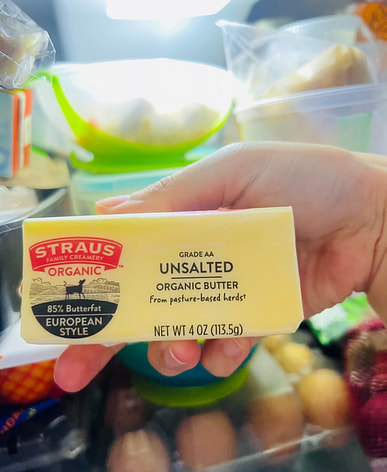 STRAUS
FAMILY CREAMERY™
ORGANIC
85% Butterfat
EUROPEAN
STYLE
GRADE AA
UNSALTED
ORGANIC BUTTER
From pasture-based herds†
NET WT 4 OZ (113.5g)